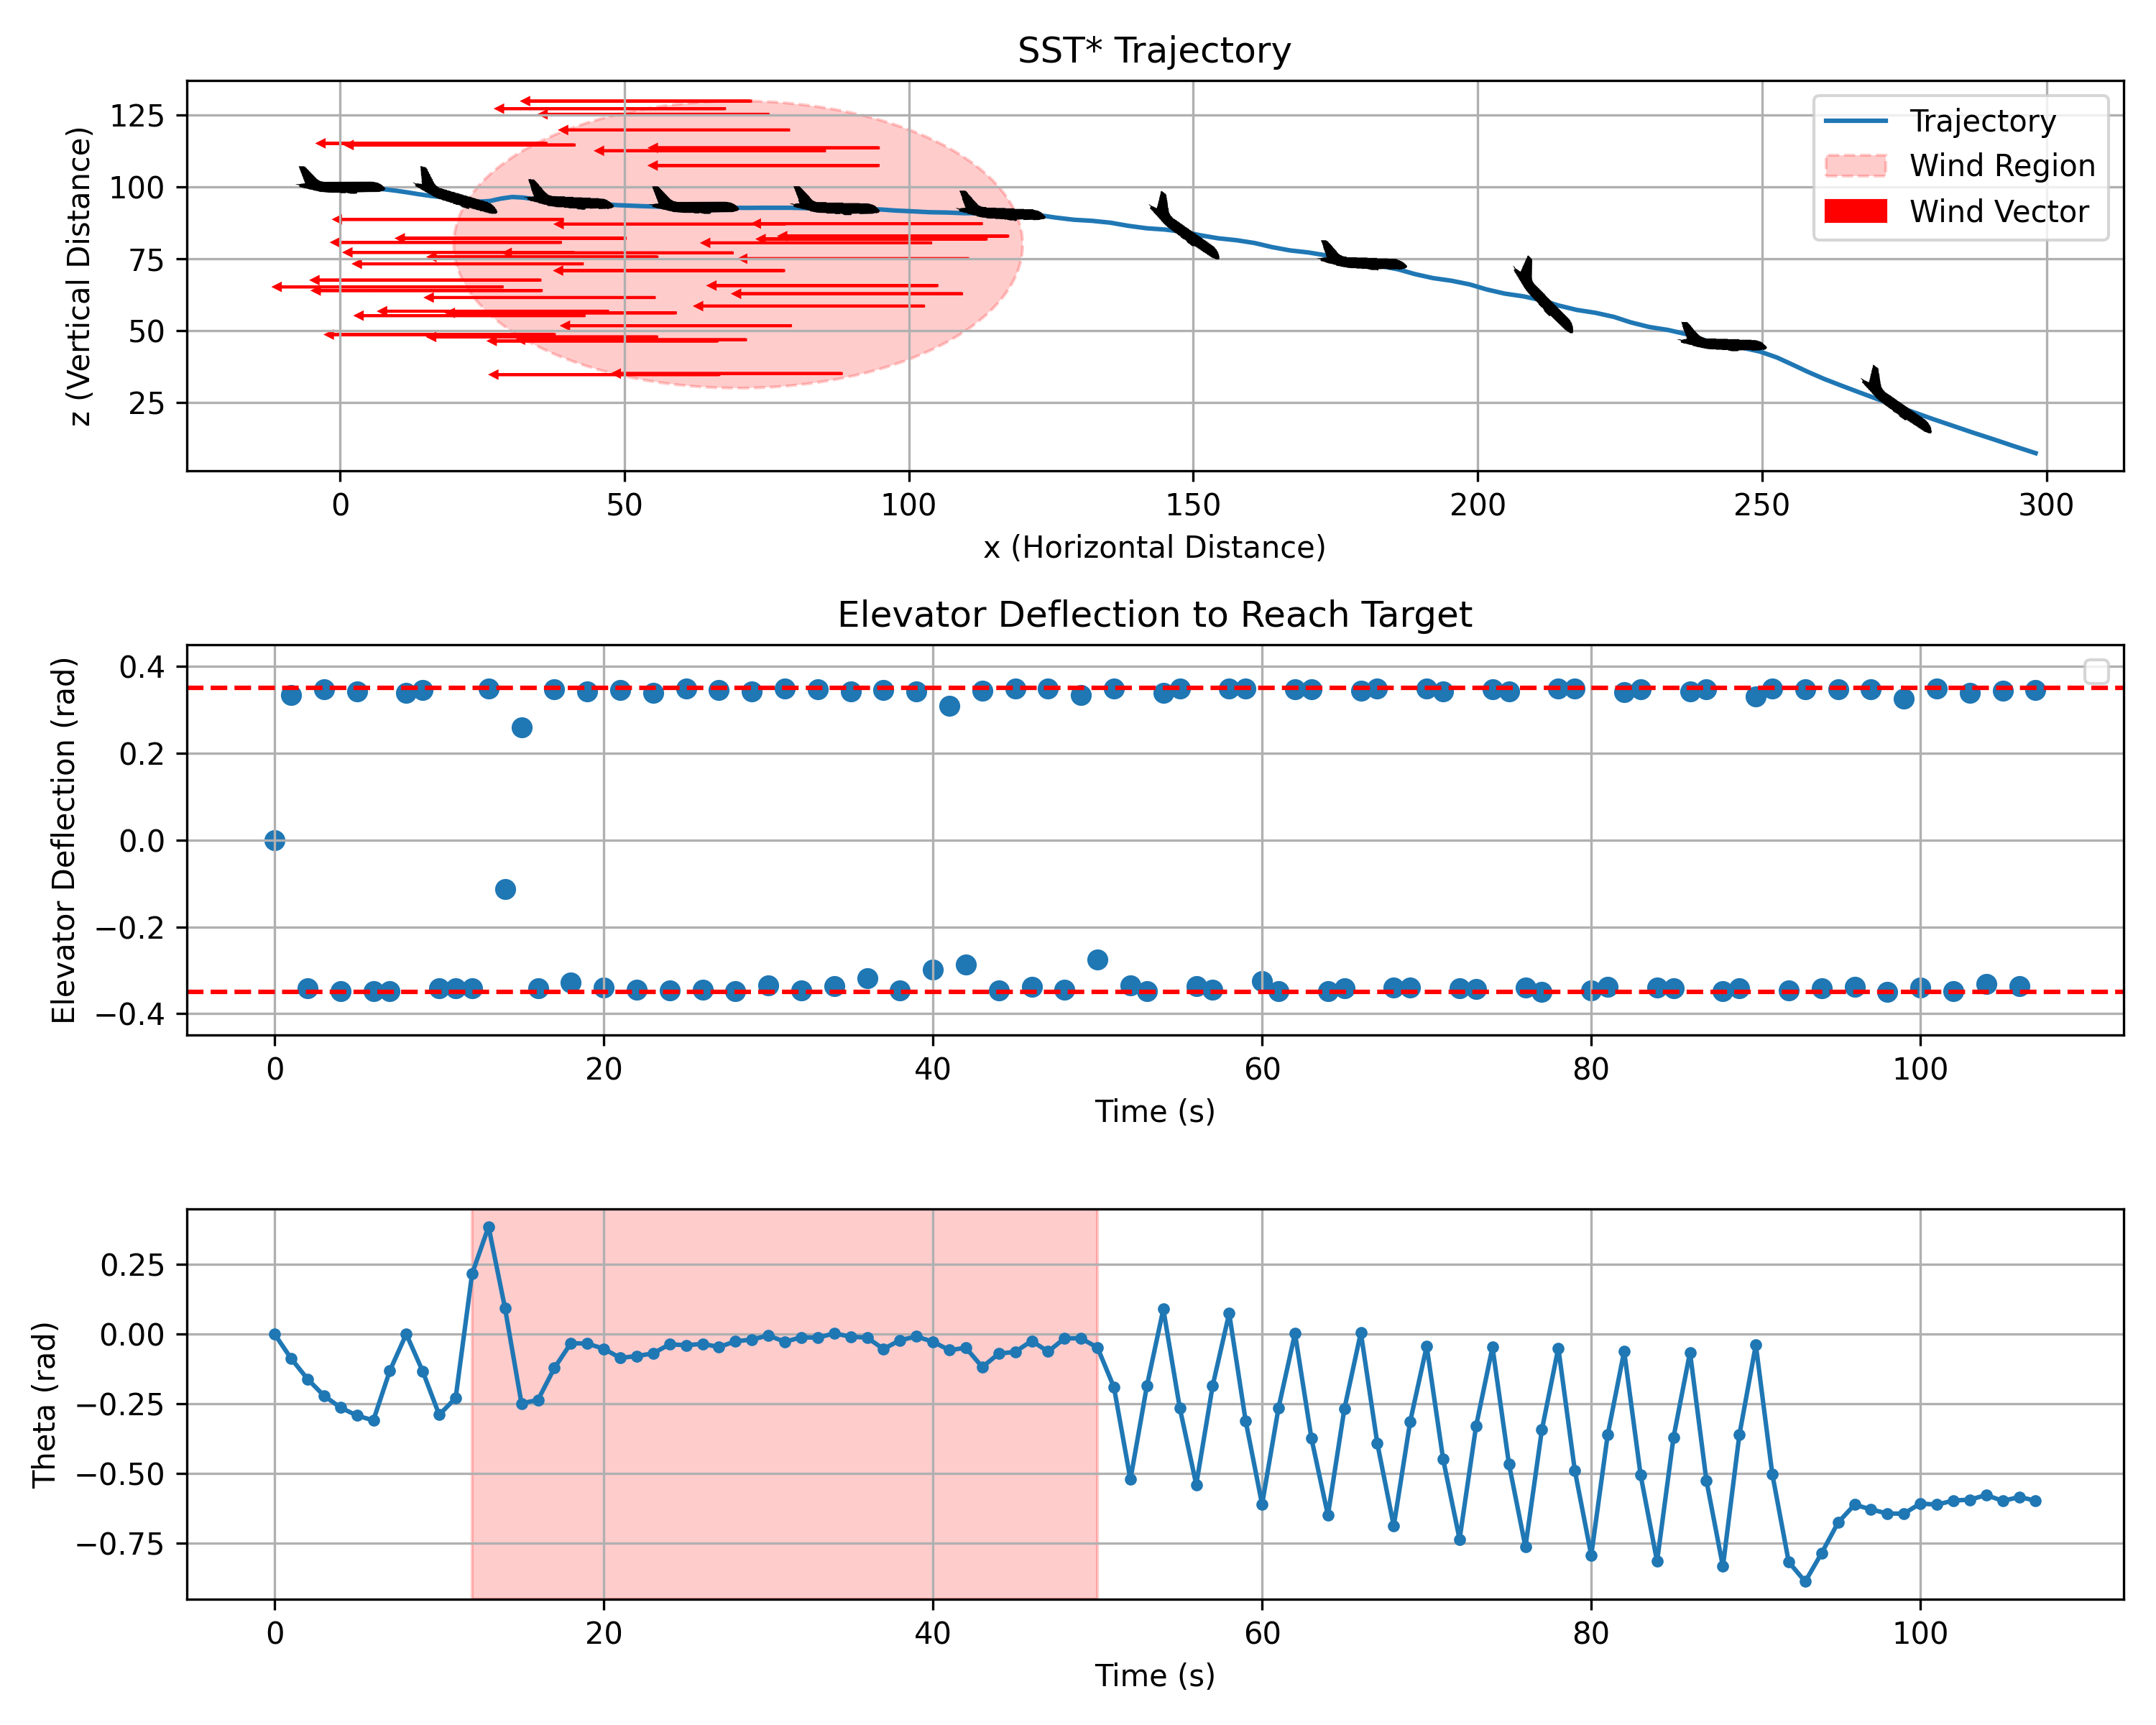 SST* Trajectory
125
100
75
50
25
z (Vertical Distance)
Trajectory
Wind Region
Wind Vector
0 50 100 150 200 250 300
x (Horizontal Distance)
Elevator Deflection to Reach Target
0.4
0.2
0.0
−0.2
−0.4
Elevator Deflection (rad)
0 20 40 60 80 100
Time (s)
0.25
0.00
−0.25
−0.50
−0.75
Theta (rad)
0 20 40 60 80 100
Time (s)